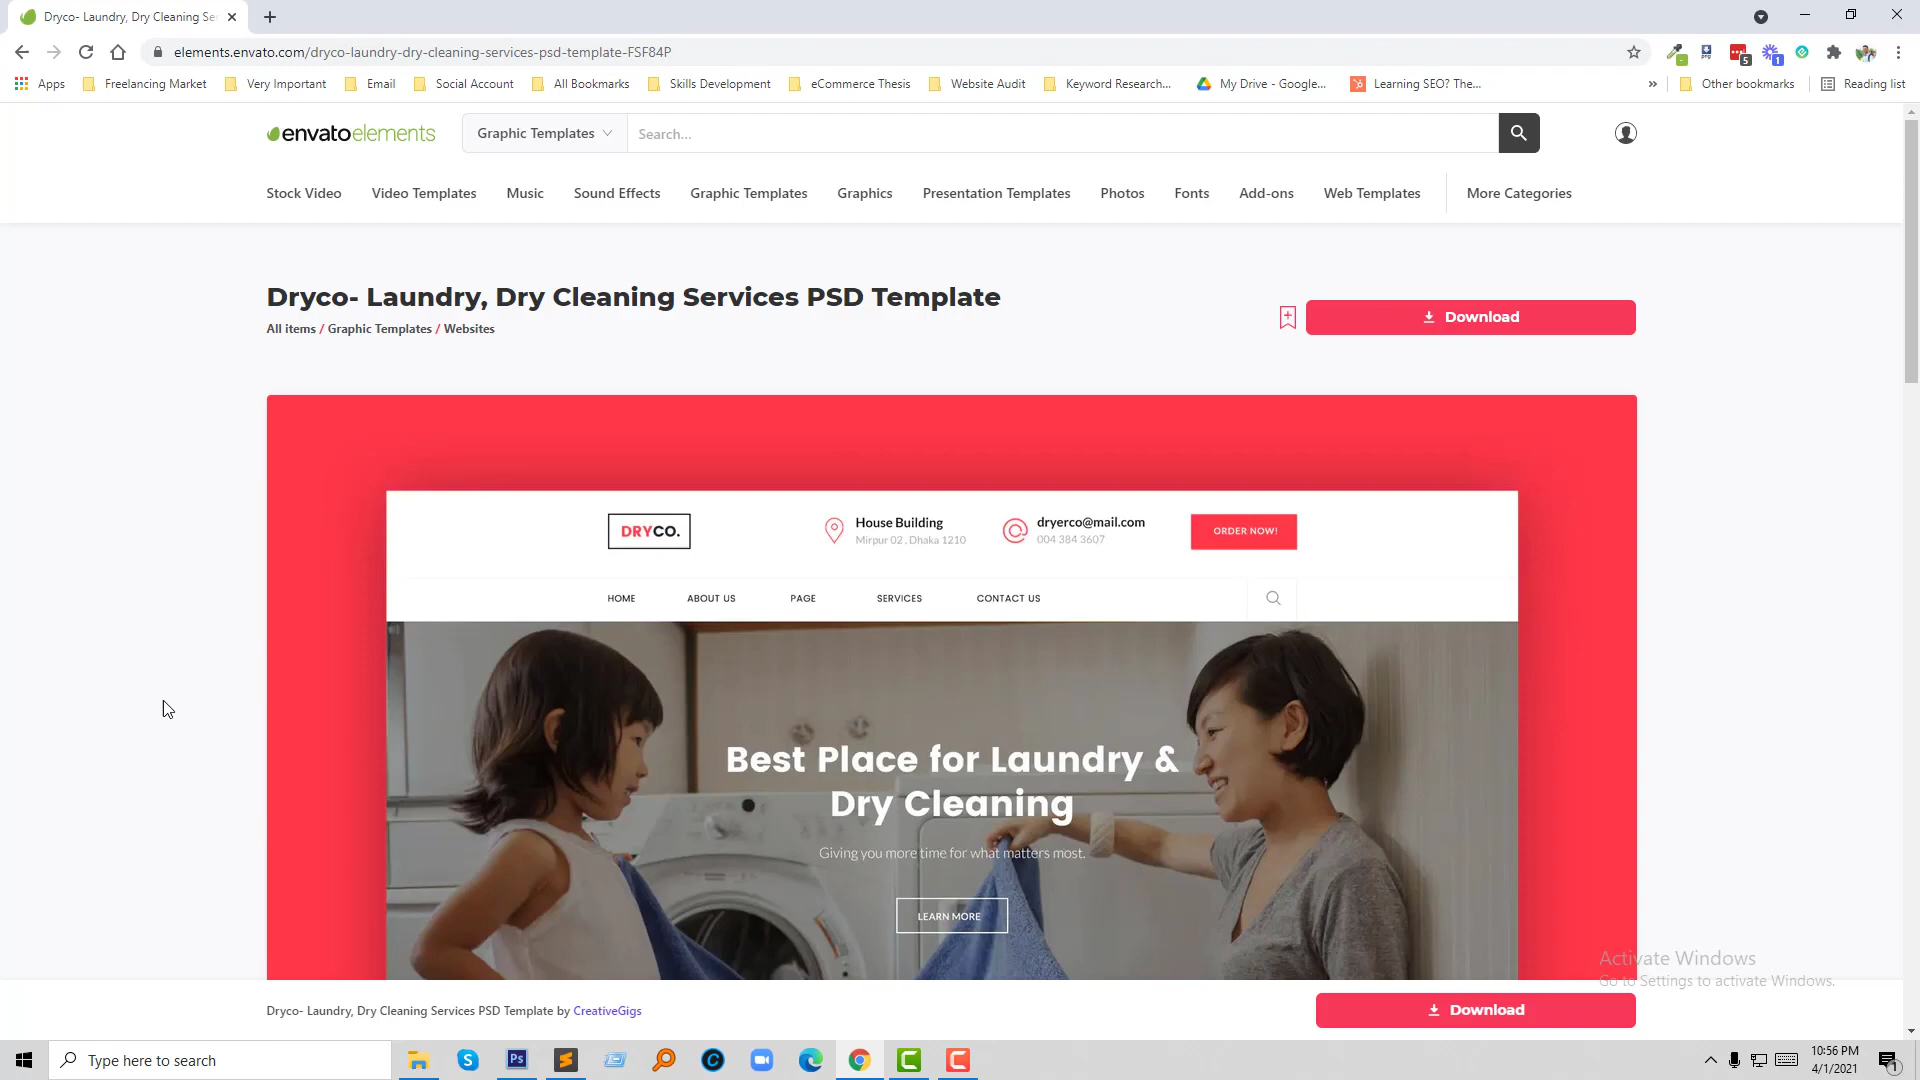 Dryco- Laundry, Dry Cleaning Se
elements.envato.com/dryco-laundry-dry-cleaning-services-psd-template-FSF84P
5
1
Apps
Freelancing Market
Very Important
Email
Social Account
All Bookmarks
Skills Development
eCommerce Thesis
Website Audit
Keyword Research...
My Drive - Google...
Learning SEO? The...
»
Other bookmarks
Reading list
envatoelements
Graphic Templates
Search...
Stock Video
Video Templates
Music
Sound Effects
Graphic Templates
Graphics
Presentation Templates
Photos
Fonts
Add-ons
Web Templates
More Categories
Dryco- Laundry, Dry Cleaning Services PSD Template
All items / Graphic Templates / Websites
Download
DRYCO.
House Building
Mirpur 02 , Dhaka 1210
dryerco@mail.com
004 384 3607
ORDER NOW!
HOME
ABOUT US
PAGE
SERVICES
CONTACT US
Best Place for Laundry &
Dry Cleaning
Giving you more time for what matters most.
LEARN MORE
Activate Windows
Go to Settings to activate Windows.
Dryco- Laundry, Dry Cleaning Services PSD Template by CreativeGigs
Download
Type here to search
Ps
10:56 PM
4/1/2021
1